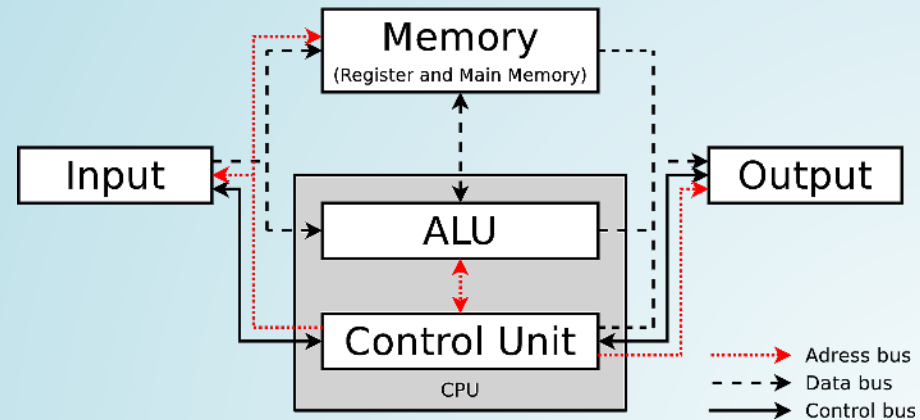 Memory
(Register and Main Memory)
Input
Output
ALU
Control Unit
CPU
Adress bus
Data bus
Control bus